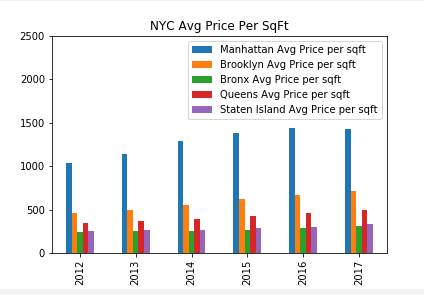 NYC Avg Price Per SqFt
2500
2000
1500
1000
500
0
Manhattan Avg Price per sqft
Brooklyn Avg Price per sqft
Bronx Avg Price per sqft
Queens Avg Price per sqft
Staten Island Avg Price per sqft
2012
2013
2014
2015
2016
2017